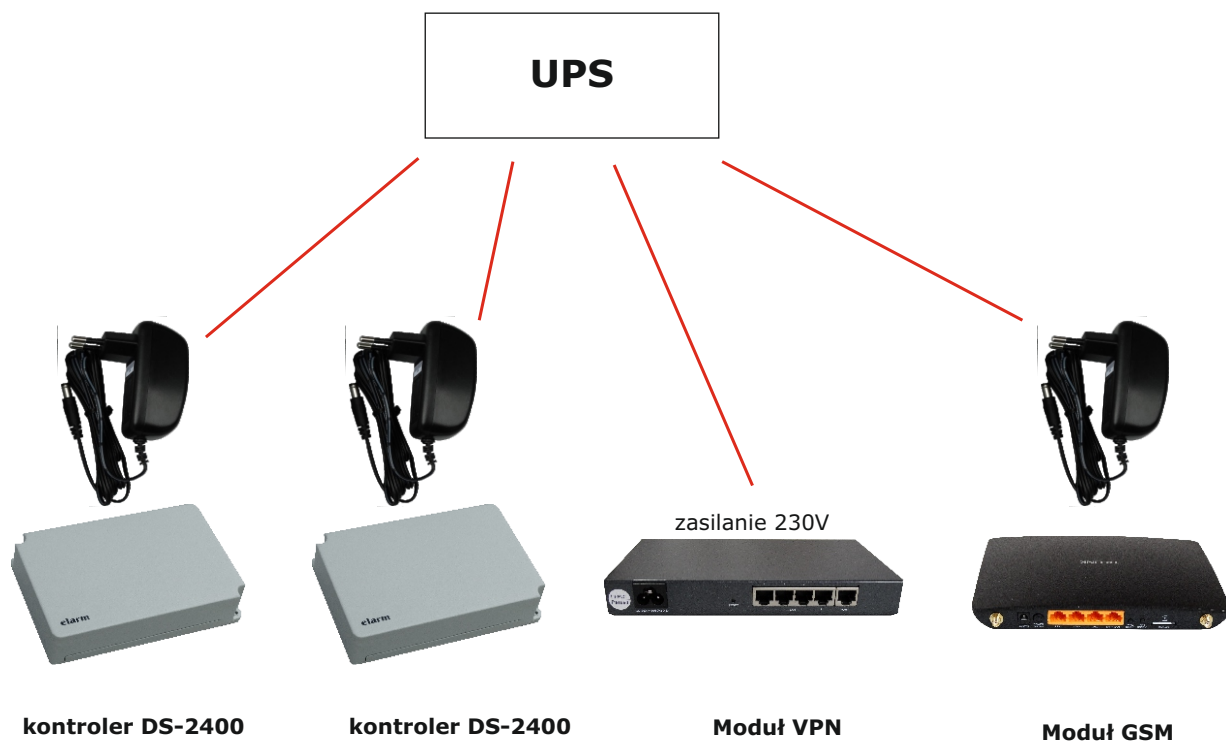 UPS
zasilanie 230V
elarm
elarm
kontroler DS-2400
kontroler DS-2400
Moduł VPN
Moduł GSM